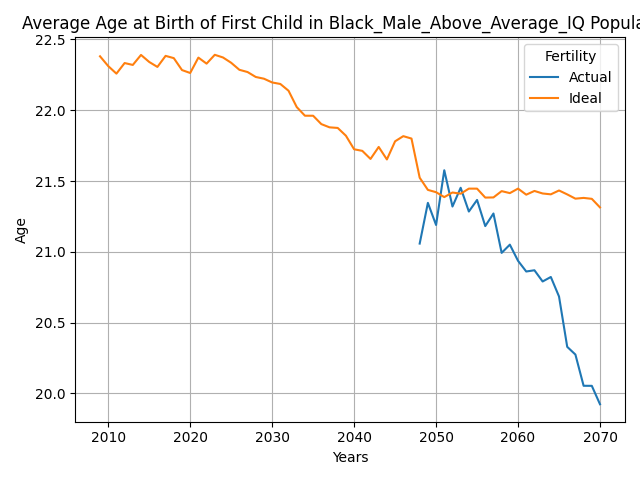 Average Age at Birth of First Child in Black_Male_Above_Average_IQ Popula
22.5
22.0
21.5
21.0
20.5
20.0
Age
Fertility
Actual
Ideal
2010 2020 2030 2040 2050 2060 2070
Years